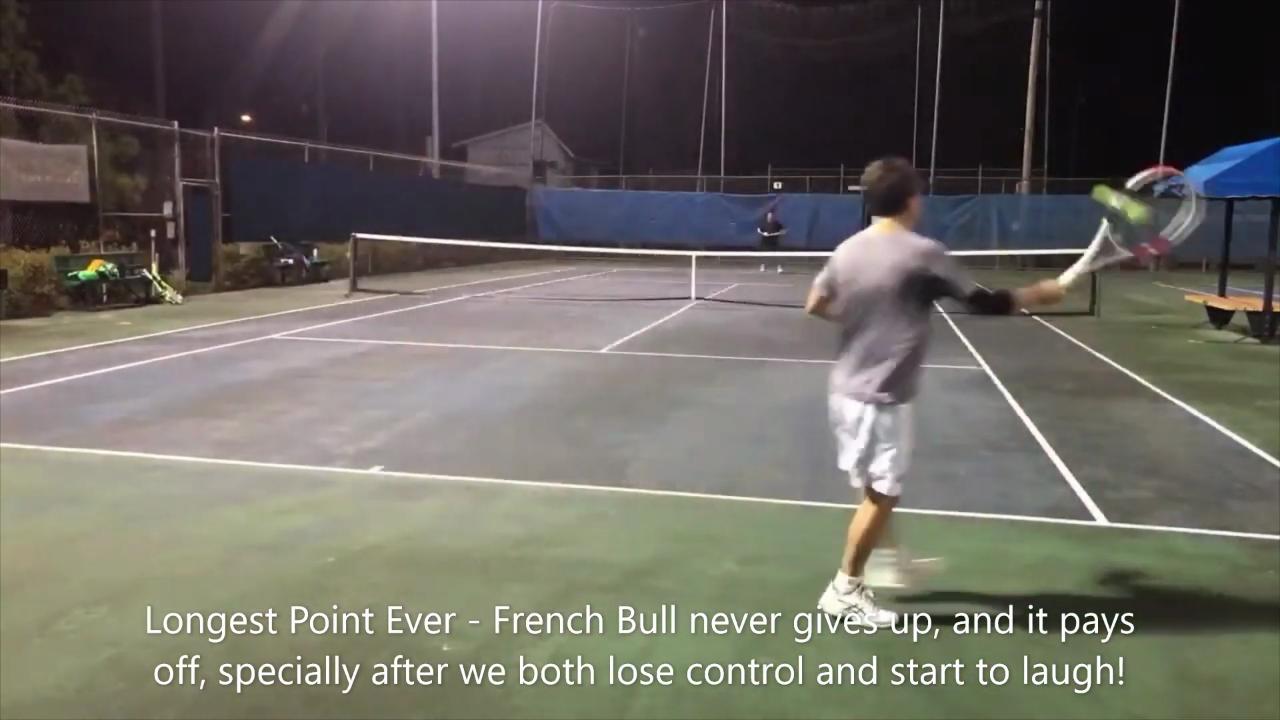 Longest Point Ever - French Bull never gives up, and it pays
off, specially after we both lose control and start to laugh!